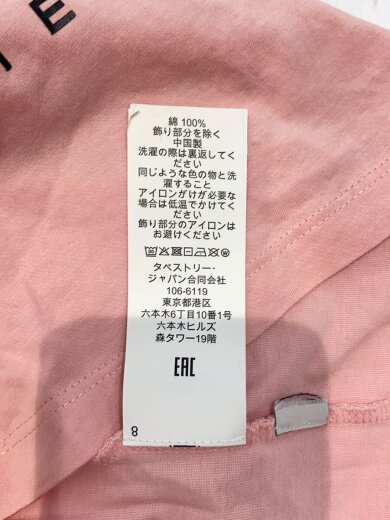 I E
綿 100%
飾り部分を除く
中国製
洗濯の際は裏返してく
ださい
同じような色の物と洗
濯すること
アイロンがけが必要な
場合は低温でかけてく
ださい
飾り部分のアイロンは
お避けください
30
タペストリー・
ジャパン合同会社
106-6119
東京都港区
六本木6丁目10番1号
六本木ヒルズ
森タワー19階
EAC
8